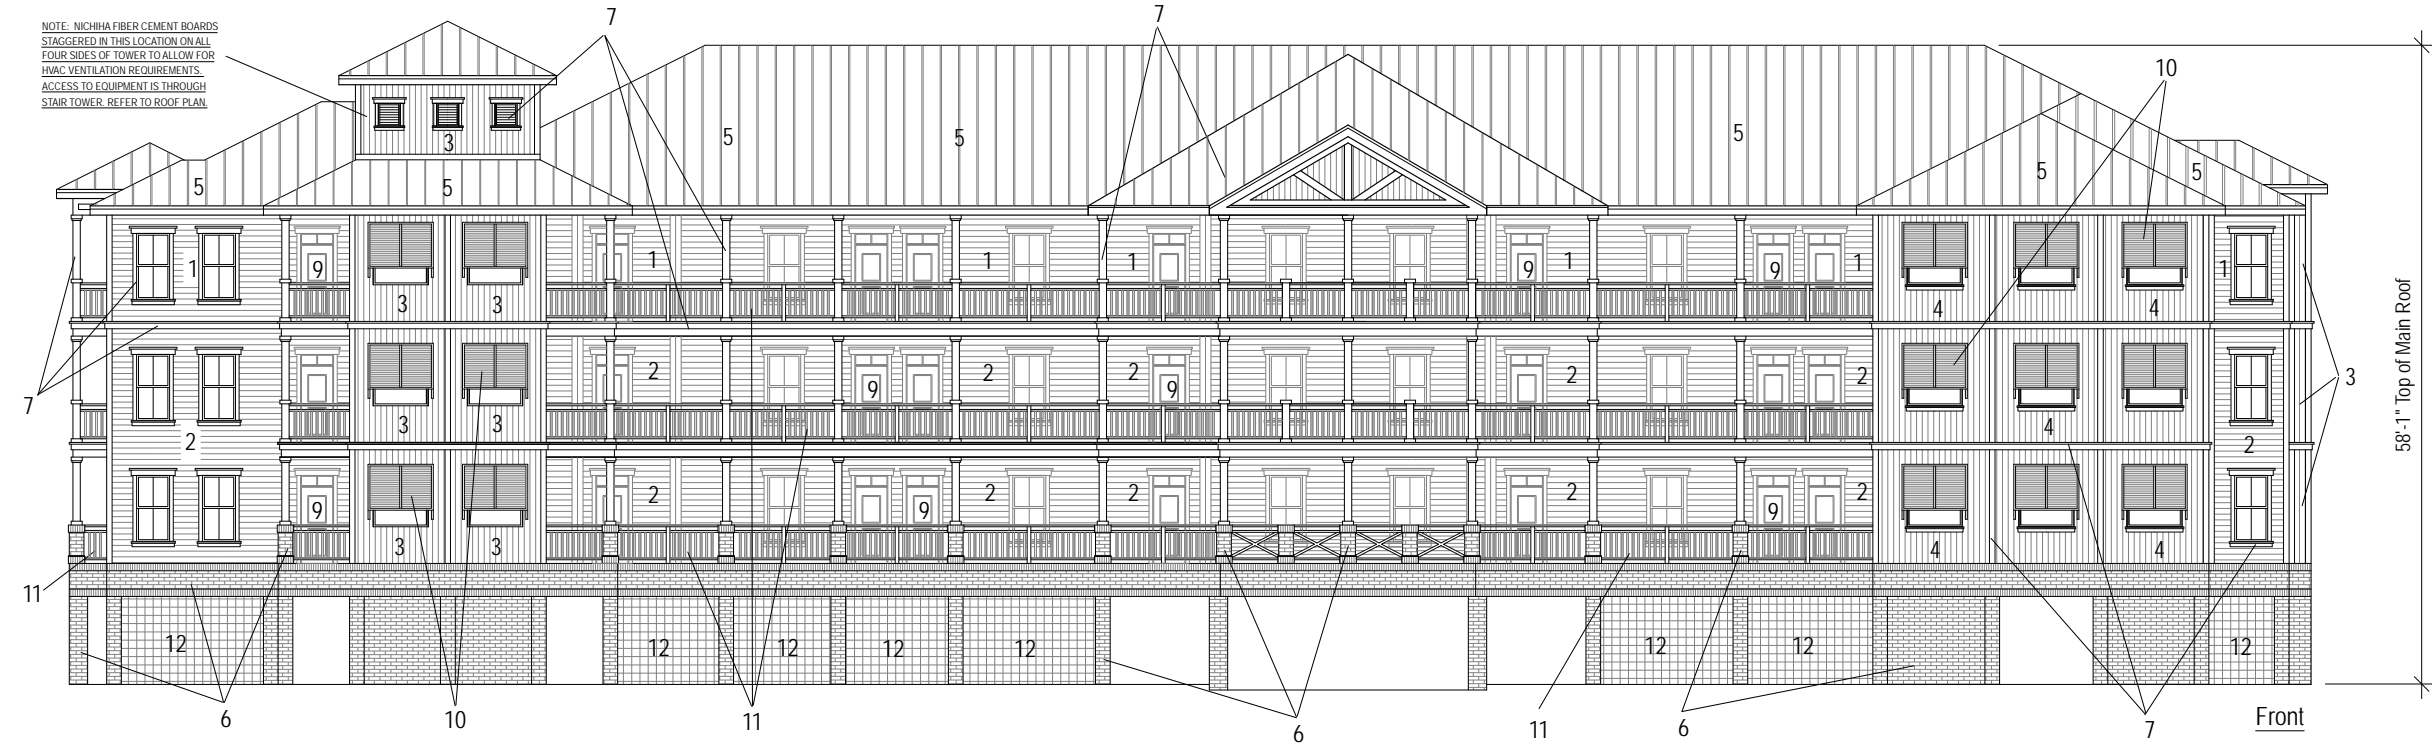 NOTE: NICHIHA FIBER CEMENT BOARDS
STAGGERED IN THIS LOCATION ON ALL
FOUR SIDES OF TOWER TO ALLOW FOR
HVAC VENTILATION REQUIREMENTS.
ACCESS TO EQUIPMENT IS THROUGH
STAIR TOWER. REFER TO ROOF PLAN.
7 7
10
3
5 5 5
5 5 5 5
1 9 1 1 1 9 1 9 1 1
3 3 4 4
58'-1" Top of Main Roof
7 2 9 2 2 9 2 2 3
2 3 3 4 2
9 2 9 2 2 2 9 2
3 3 4 4
11
12 12 12 12 12 12 12 12
6 10 11 6 11 6 7
Front